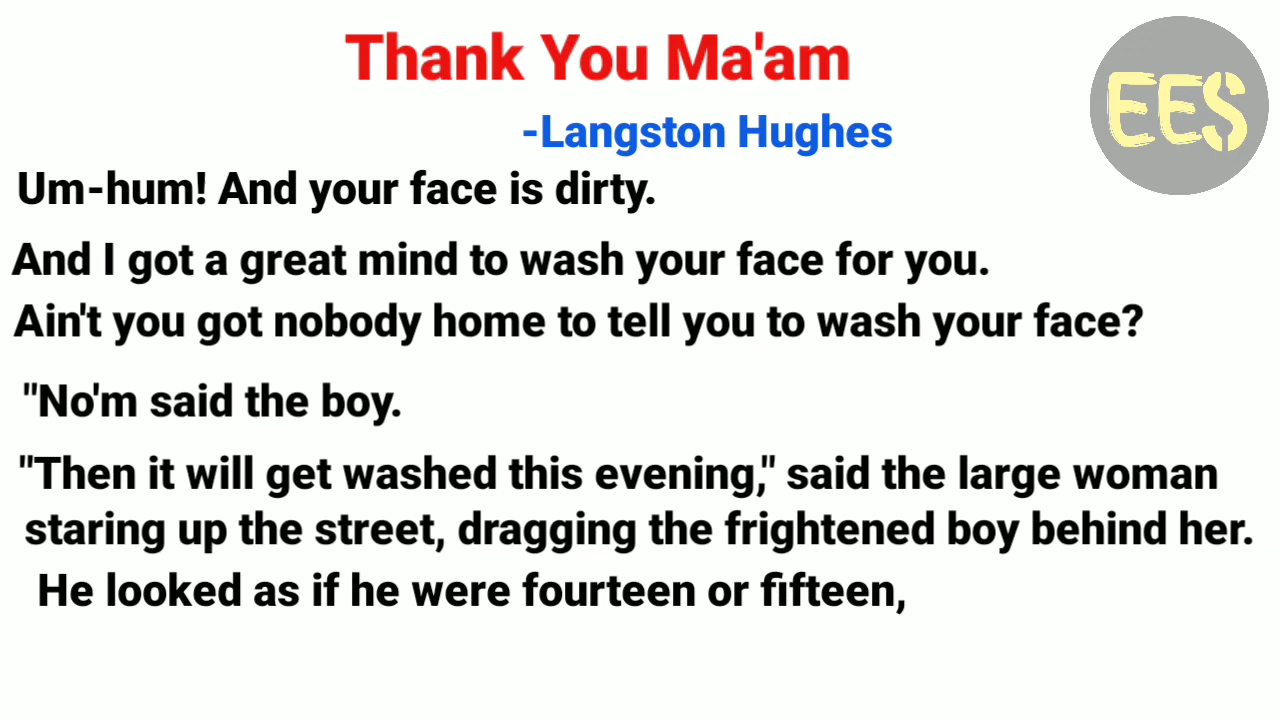 Thank You Ma'am
EES
-Langston Hughes
Um-hum! And your face is dirty.
And I got a great mind to wash your face for you.
Ain't you got nobody home to tell you to wash your face?
"No'm said the boy.
"Then it will get washed this evening," said the large woman
staring up the street, dragging the frightened boy behind her.
He looked as if he were fourteen or fifteen,